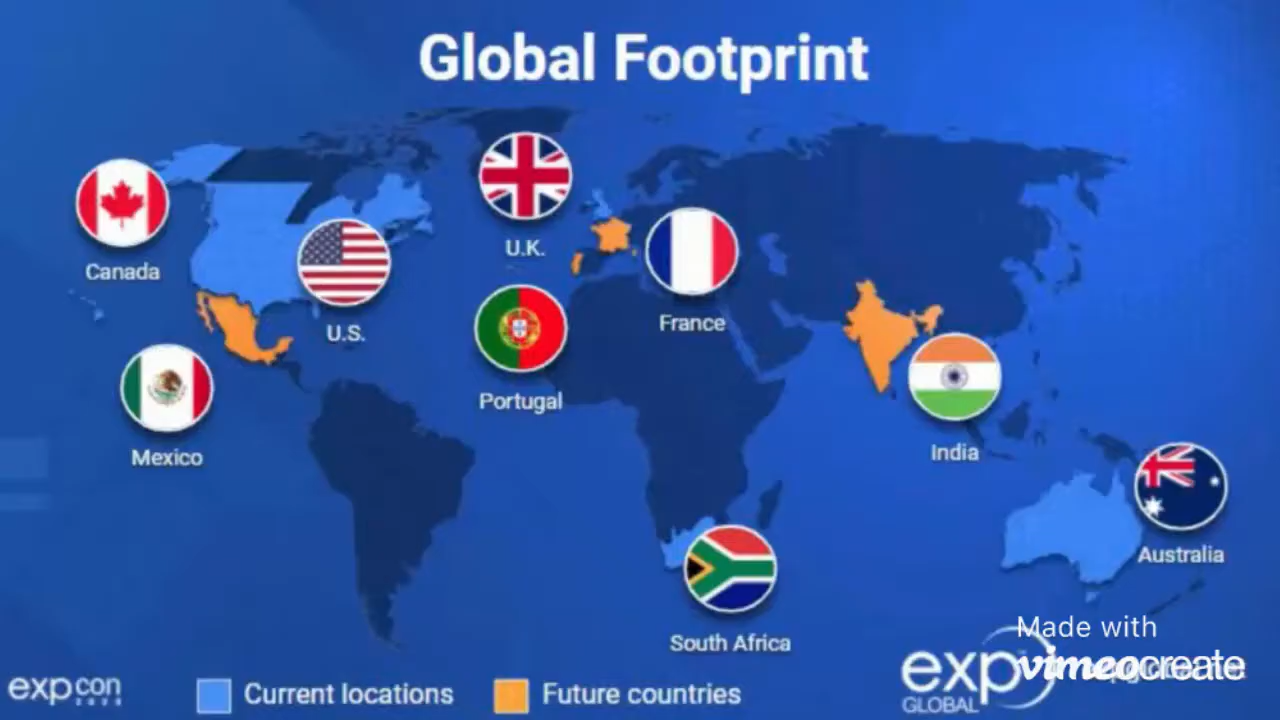 Global Footprint
Canada
U.S.
U.K.
France
Portugal
Mexico
India
Australia
South Africa
Made with
vimeocreate
exp
GLOBAL
expcon
Current locations
Future countries